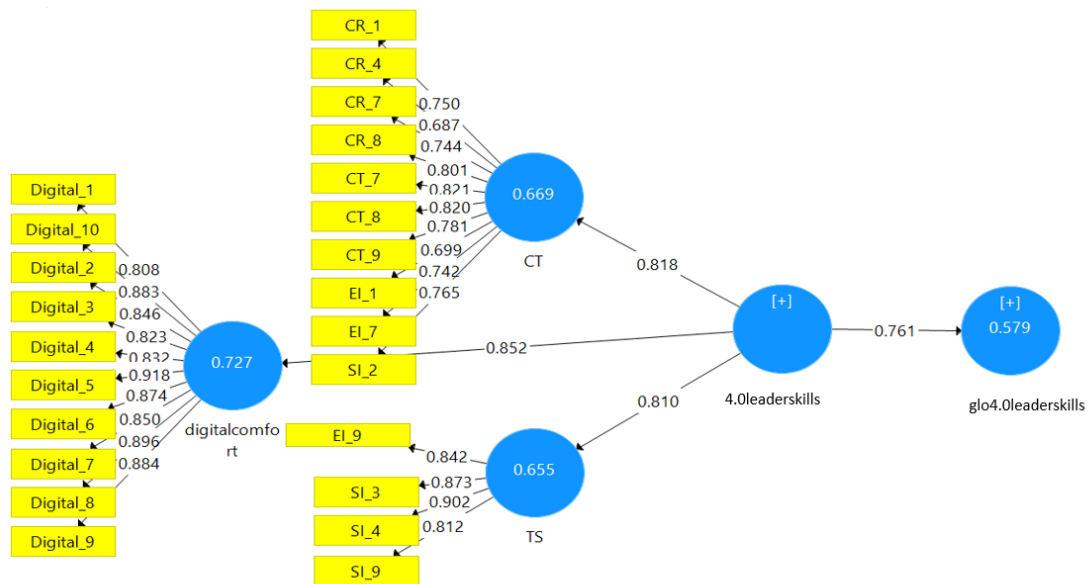 CR_1
CR_4
CR_7
CR_8
CT_7
CT_8
CT_9
EI_1
EI_7
SI_2
0.750
0.687
0.744
0.801
0.821
0.820
0.781
0.699
0.742
0.765
0.669
CT
Digital_1
Digital_10
Digital_2
Digital_3
Digital_4
Digital_5
Digital_6
Digital_7
Digital_8
Digital_9
0.808
0.883
0.846
0.823
0.832
0.918
0.874
0.850
0.896
0.884
0.727
digitalcomfo
rt
0.818
0.852
0.810
[+]
4.0leaderskills
0.761
[+]
0.579
glo4.0leaderskills
EI_9
SI_3
SI_4
SI_9
0.842
0.873
0.902
0.812
0.655
TS